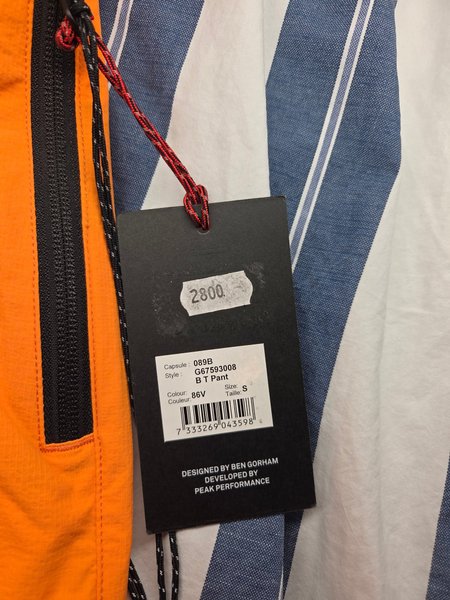 2800
Capsule : 089B
Style : G67593008
B T Pant
Colour: Size:
Couleur: 86V Taille: S
7 333269 043598
DESIGNED BY BEN GORHAM
DEVELOPED BY
PEAK PERFORMANCE